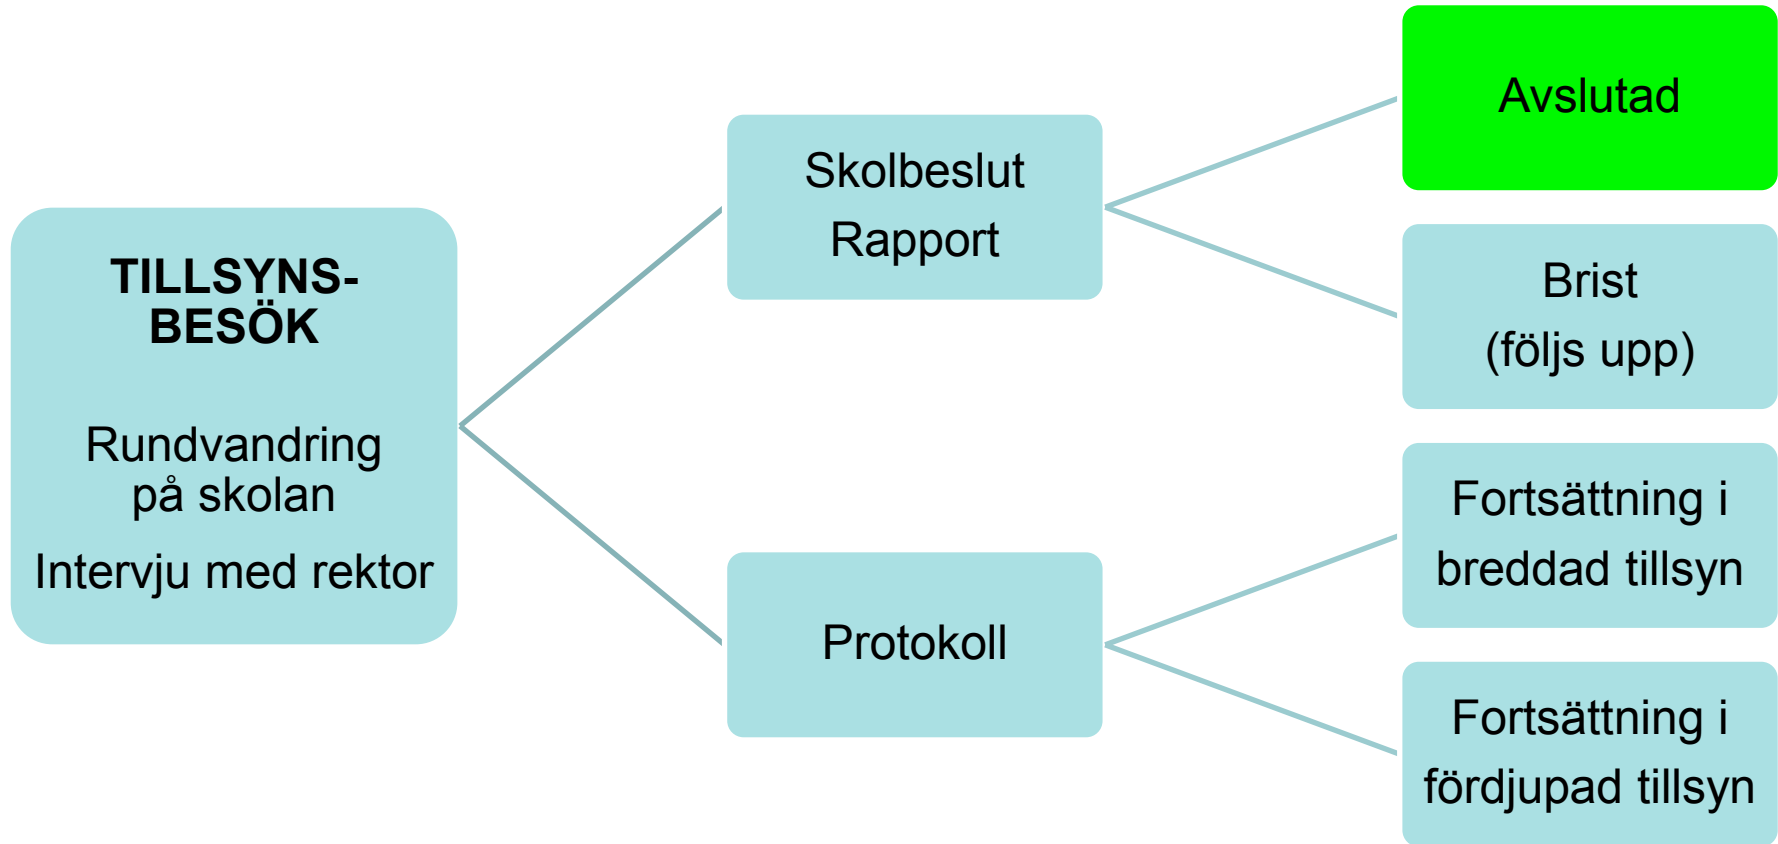 TILLSYNS-
BESÖK
Rundvandring
på skolan
Intervju med rektor
Skolbeslut
Rapport
Protokoll
Avslutad
Brist
(följs upp)
Fortsättning i
breddad tillsyn
Fortsättning i
fördjupad tillsyn